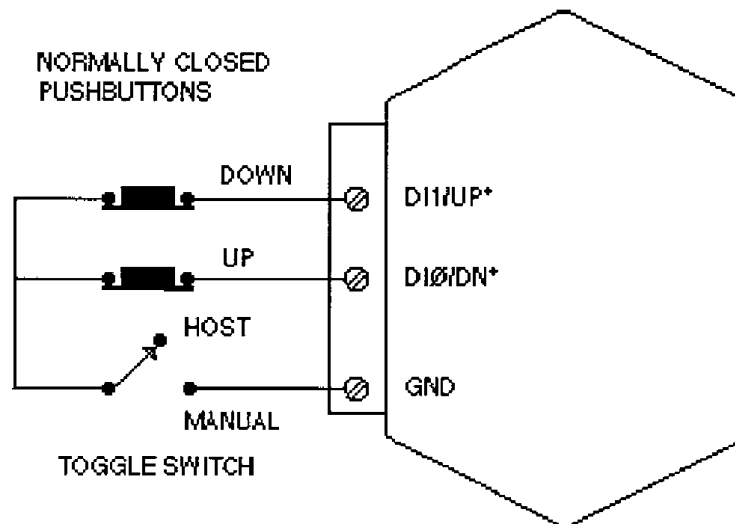 NORMALLY CLOSED
PUSHBUTTONS
DOWN
DI1/UP+
UP
DIØ/DN+
HOST
GND
MANUAL
TOGGLE SWITCH